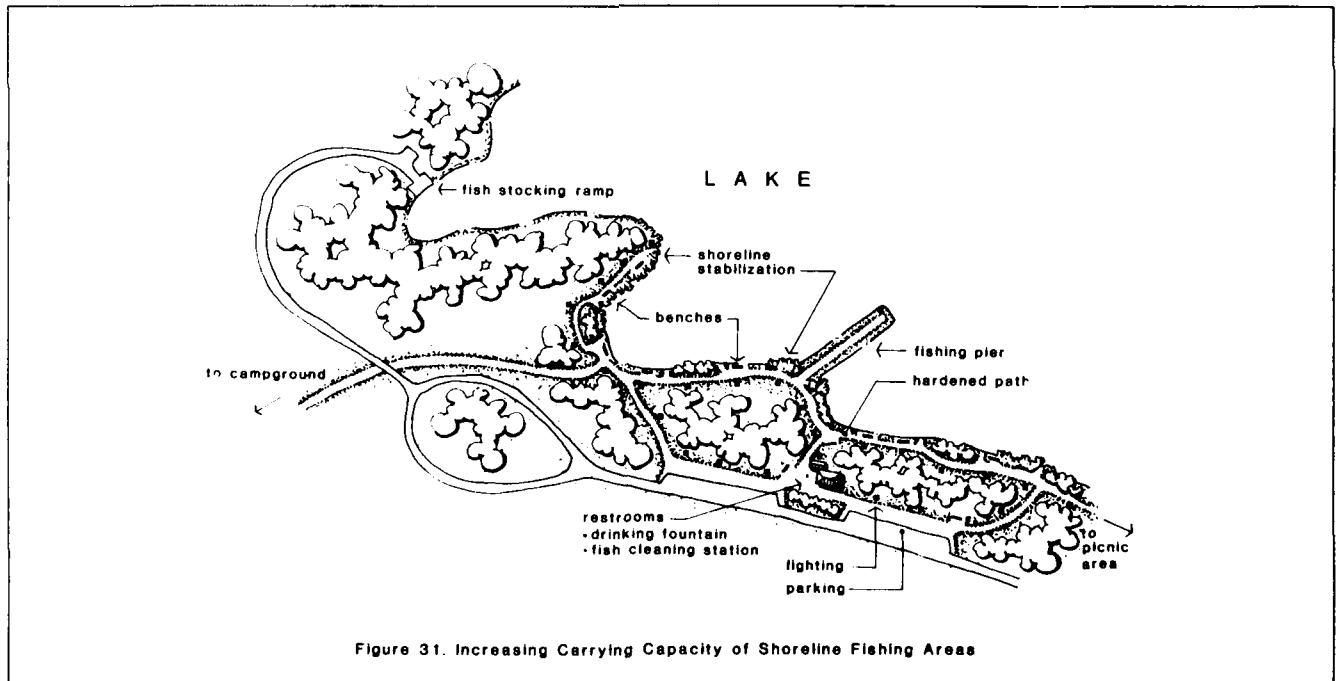 LAKE
fish stocking ramp
shoreline
stabilization
benches
fishing pier
hardened path
to campground
restrooms
•drinking fountain
•fish cleaning station
lighting
parking
to
picnic
area
Figure 31. Increasing Carrying Capacity of Shoreline Fishing Areas